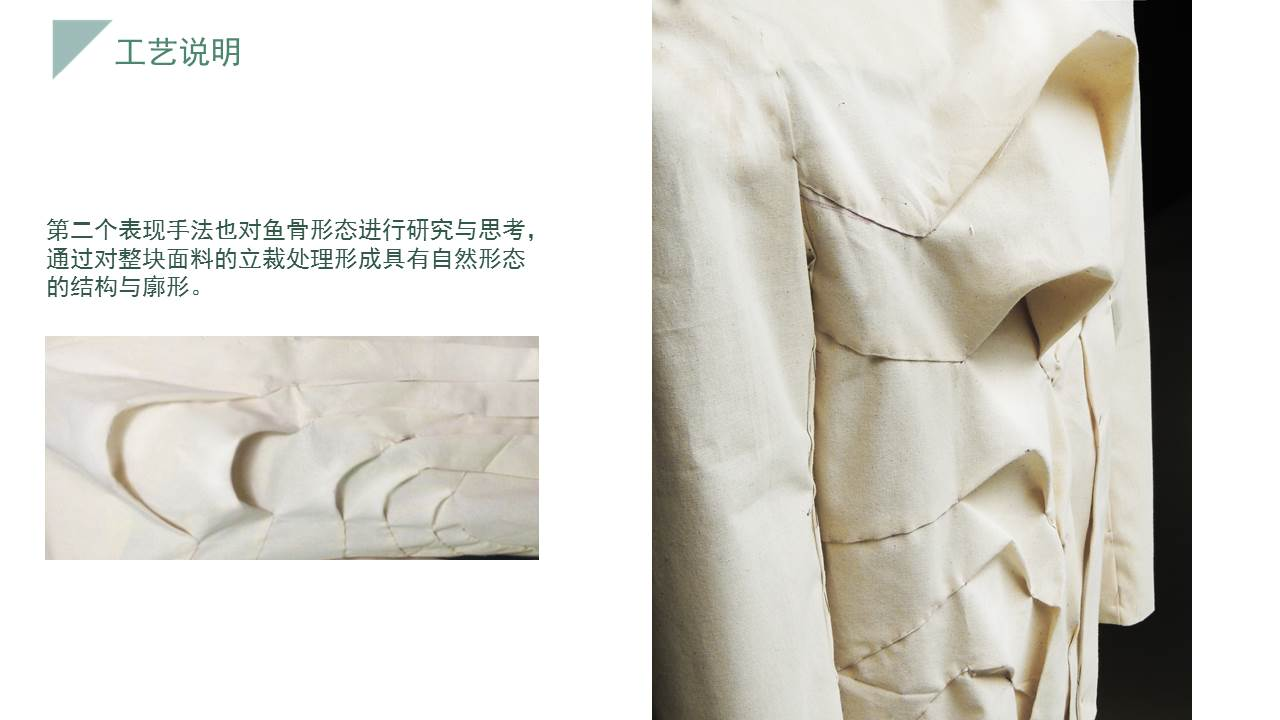 工艺说明
第二个表现手法也对鱼骨形态进行研究与思考，
通过对整块面料的立裁处理形成具有自然形态
的结构与廓形。